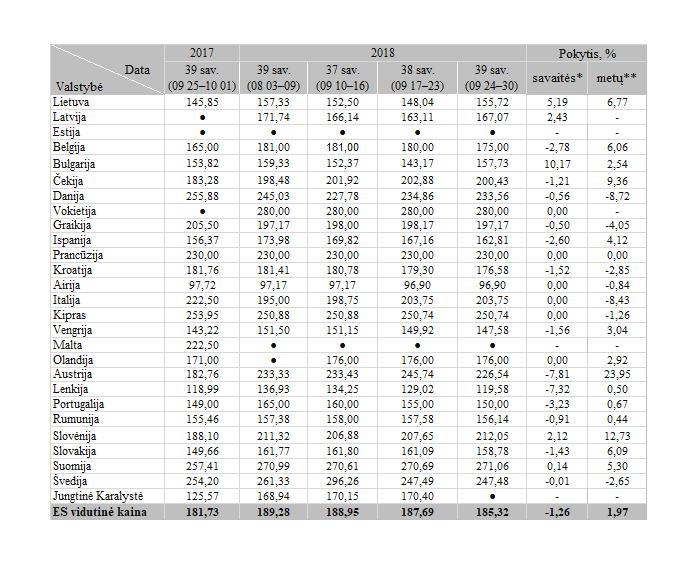 2017 2018 Pokytis, %
Data
Valstybė
39 sav. (09 25–10 01) 39 sav. (08 03–09) 37 sav. (09 10–16) 38 sav. (09 17–23) 39 sav. (09 24–30) savaitės* metų**
Lietuva 145,85 157,33 152,50 148,04 155,72 5,19 6,77
Latvija ● 171,74 166,14 163,11 167,07 2,43 -
Estija ● ● ● ● ● - -
Belgija 165,00 181,00 181,00 180,00 175,00 -2,78 6,06
Bulgarija 153,82 159,33 152,37 143,17 157,73 10,17 2,54
Čekija 183,28 198,48 201,92 202,88 200,43 -1,21 9,36
Danija 255,88 245,03 227,78 234,86 233,56 -0,56 -8,72
Vokietija ● 280,00 280,00 280,00 280,00 0,00 -
Graikija 205,50 197,17 198,00 198,17 197,17 -0,50 -4,05
Ispanija 156,37 173,98 169,82 167,16 162,81 -2,60 4,12
Prancūzija 230,00 230,00 230,00 230,00 230,00 0,00 0,00
Kroatija 181,76 181,41 180,78 179,30 176,58 -1,52 -2,85
Airija 97,72 97,17 97,17 96,90 96,90 0,00 -0,84
Italija 222,50 195,00 198,75 203,75 203,75 0,00 -8,43
Kipras 253,95 250,88 250,88 250,74 250,74 0,00 -1,26
Vengrija 143,22 151,50 151,15 149,92 147,58 -1,56 3,04
Malta 222,50 ● ● ● ● - -
Olandija 171,00 ● 176,00 176,00 176,00 0,00 2,92
Austrija 182,76 233,33 233,43 245,74 226,54 -7,81 23,95
Lenkija 118,99 136,93 134,25 129,02 119,58 -7,32 0,50
Portugalija 149,00 165,00 160,00 155,00 150,00 -3,23 0,67
Rumunija 155,46 157,38 158,00 157,58 156,14 -0,91 0,44
Slovėnija 188,10 211,32 206,88 207,65 212,05 2,12 12,73
Slovakija 149,66 161,77 161,80 161,09 158,78 -1,43 6,09
Suomija 257,41 270,99 270,61 270,69 271,06 0,14 5,30
Švedija 254,20 261,33 296,26 247,49 247,48 -0,01 -2,65
Jungtinė Karalystė 125,57 168,94 170,15 170,40 ● - -
ES vidutinė kaina 181,73 189,28 188,95 187,69 185,32 -1,26 1,97